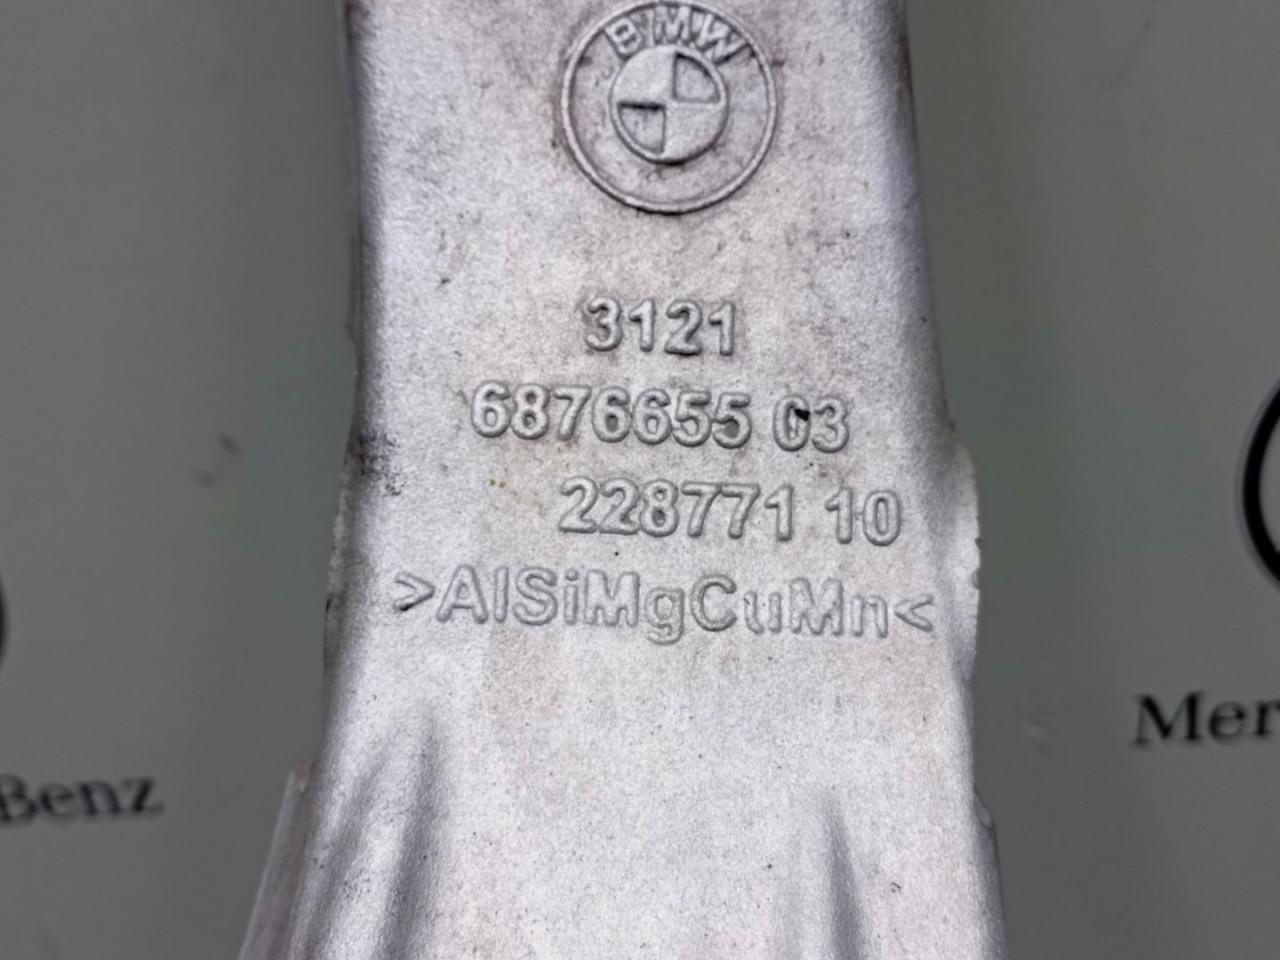 BMW
3121
6876655 03
228771 10
>AlSiMgCuMn<
Mer
Benz